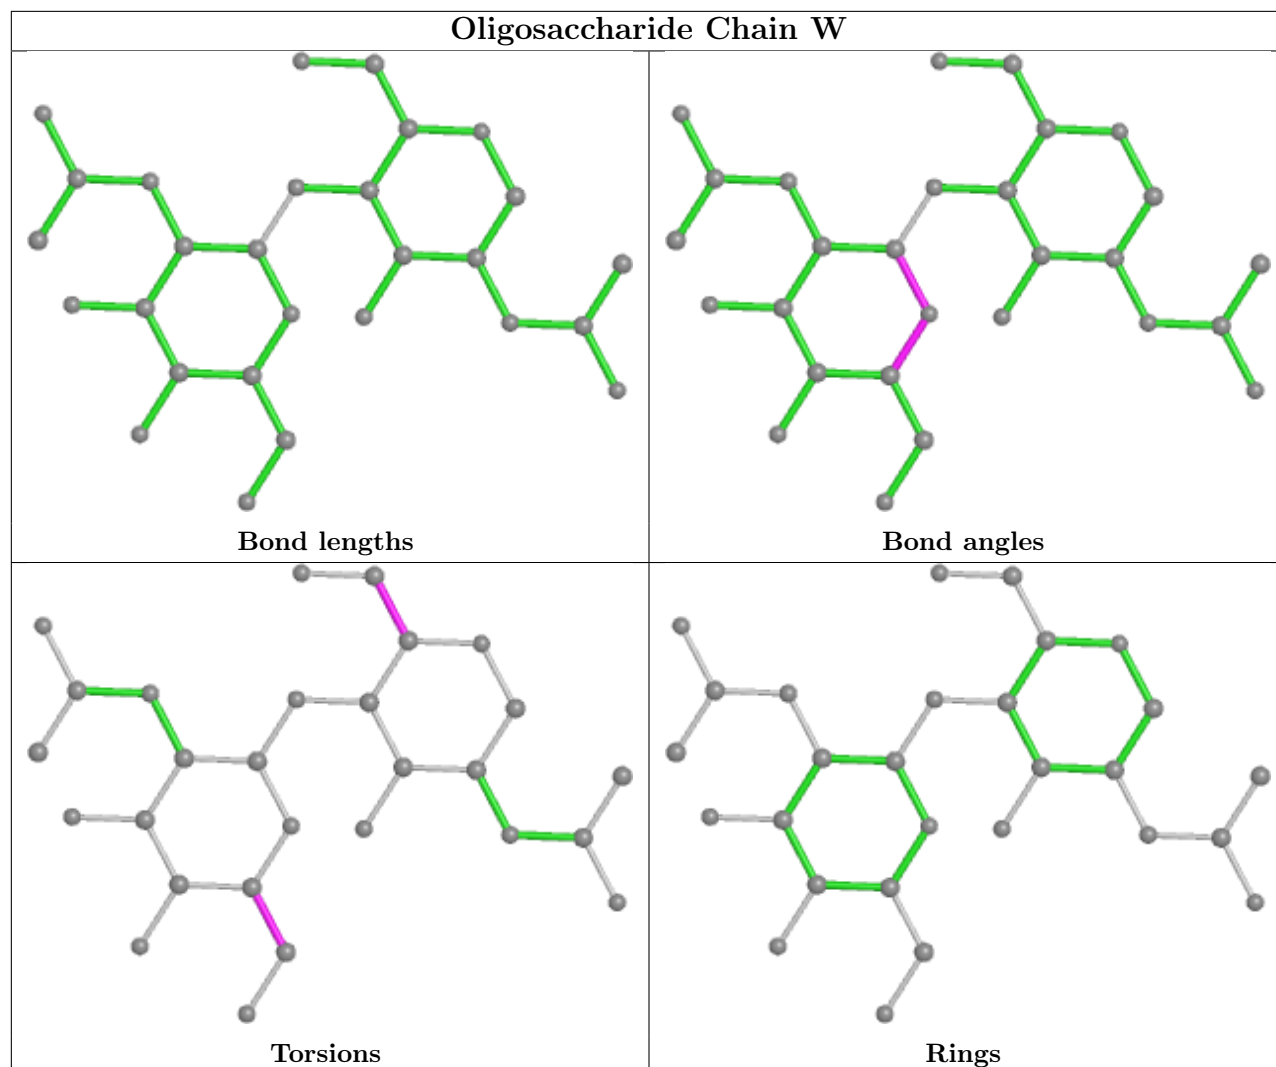 Oligosaccharide Chain W
Bond lengths
Bond angles
Torsions
Rings